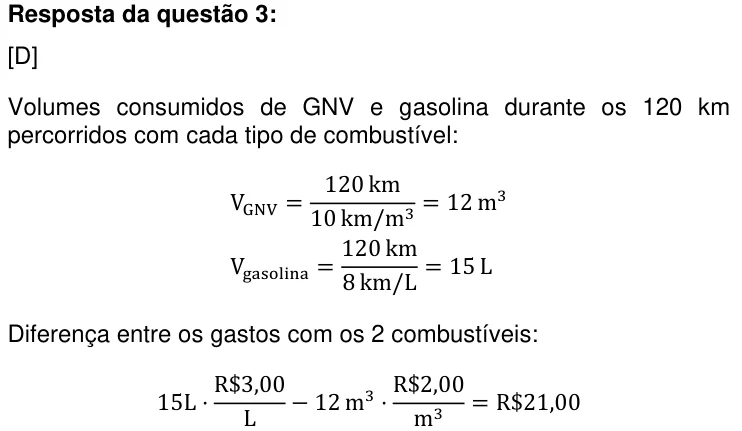 Resposta da questão 3:
[D]
Volumes consumidos de GNV e gasolina durante os 120 km
percorridos com cada tipo de combustível:
V_GNV = 120 km / 10 km/m³ = 12 m³
V_gasolina = 120 km / 8 km/L = 15 L
Diferença entre os gastos com os 2 combustíveis:
15L · R$3,00 / L − 12 m³ · R$2,00 / m³ = R$21,00